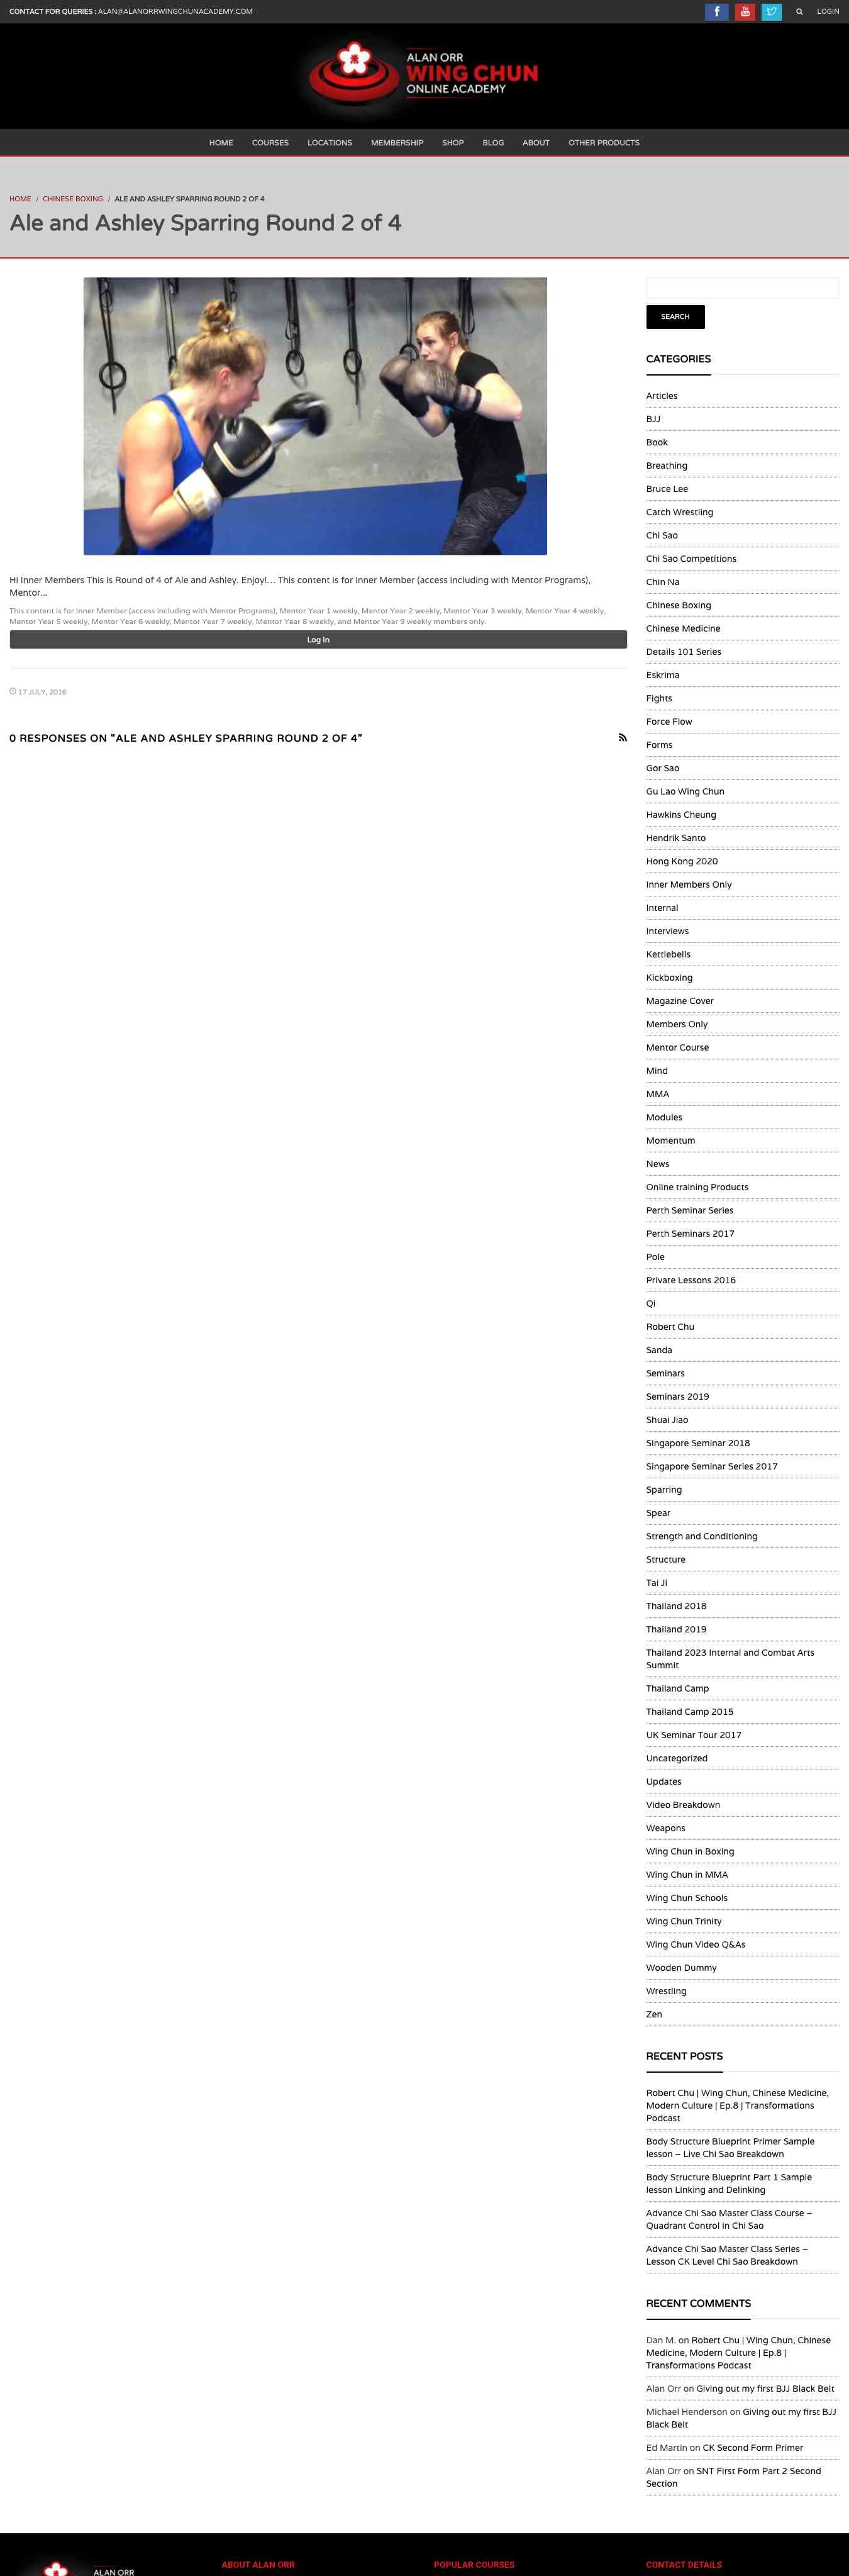 CONTACT FOR QUERIES : ALAN@ALANORRWINGCHUNACADEMY.COM
LOGIN
ALAN ORR
WING CHUN
ONLINE ACADEMY
HOME COURSES LOCATIONS MEMBERSHIP SHOP BLOG ABOUT OTHER PRODUCTS
HOME / CHINESE BOXING / ALE AND ASHLEY SPARRING ROUND 2 OF 4
Ale and Ashley Sparring Round 2 of 4
Hi Inner Members This is Round of 4 of Ale and Ashley. Enjoy!… This content is for Inner Member (access including with Mentor Programs),
Mentor...
This content is for Inner Member (access including with Mentor Programs), Mentor Year 1 weekly, Mentor Year 2 weekly, Mentor Year 3 weekly, Mentor Year 4 weekly,
Mentor Year 5 weekly, Mentor Year 6 weekly, Mentor Year 7 weekly, Mentor Year 8 weekly, and Mentor Year 9 weekly members only.
Log In
17 JULY, 2016
0 RESPONSES ON "ALE AND ASHLEY SPARRING ROUND 2 OF 4"
SEARCH
CATEGORIES
Articles
BJJ
Book
Breathing
Bruce Lee
Catch Wrestling
Chi Sao
Chi Sao Competitions
Chin Na
Chinese Boxing
Chinese Medicine
Details 101 Series
Eskrima
Fights
Force Flow
Forms
Gor Sao
Gu Lao Wing Chun
Hawkins Cheung
Hendrik Santo
Hong Kong 2020
Inner Members Only
Internal
Interviews
Kettlebells
Kickboxing
Magazine Cover
Members Only
Mentor Course
Mind
MMA
Modules
Momentum
News
Online training Products
Perth Seminar Series
Perth Seminars 2017
Pole
Private Lessons 2016
Qi
Robert Chu
Sanda
Seminars
Seminars 2019
Shuai Jiao
Singapore Seminar 2018
Singapore Seminar Series 2017
Sparring
Spear
Strength and Conditioning
Structure
Tai Ji
Thailand 2018
Thailand 2019
Thailand 2023 Internal and Combat Arts
Summit
Thailand Camp
Thailand Camp 2015
UK Seminar Tour 2017
Uncategorized
Updates
Video Breakdown
Weapons
Wing Chun in Boxing
Wing Chun in MMA
Wing Chun Schools
Wing Chun Trinity
Wing Chun Video Q&As
Wooden Dummy
Wrestling
Zen
RECENT POSTS
Robert Chu | Wing Chun, Chinese Medicine,
Modern Culture | Ep.8 | Transformations
Podcast
Body Structure Blueprint Primer Sample
lesson – Live Chi Sao Breakdown
Body Structure Blueprint Part 1 Sample
lesson Linking and Delinking
Advance Chi Sao Master Class Course –
Quadrant Control in Chi Sao
Advance Chi Sao Master Class Series –
Lesson CK Level Chi Sao Breakdown
RECENT COMMENTS
Dan M. on Robert Chu | Wing Chun, Chinese
Medicine, Modern Culture | Ep.8 |
Transformations Podcast
Alan Orr on Giving out my first BJJ Black Belt
Michael Henderson on Giving out my first BJJ
Black Belt
Ed Martin on CK Second Form Primer
Alan Orr on SNT First Form Part 2 Second
Section
ALAN ORR
ABOUT ALAN ORR
POPULAR COURSES
CONTACT DETAILS